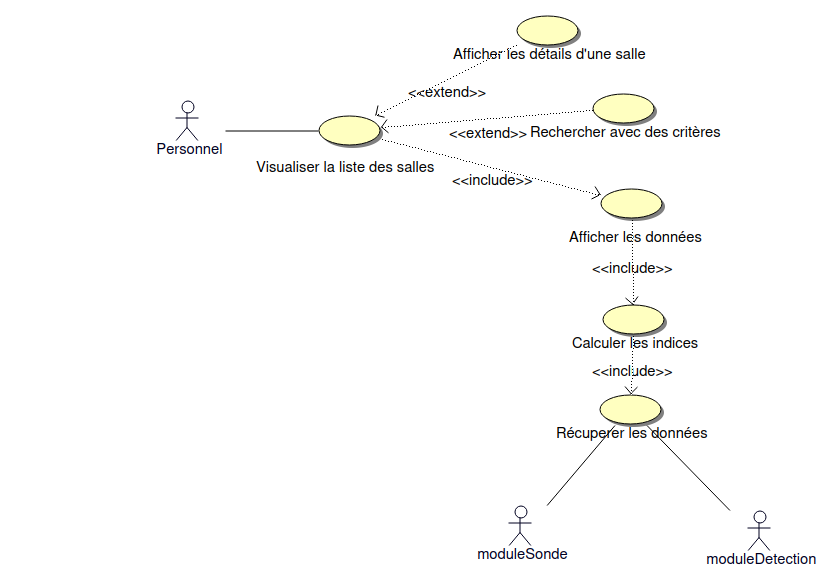 Afficher les détails d'une salle
<<extend>>
<<extend>> Rechercher avec des critères
Personnel
Visualiser la liste des salles
<<include>>
Afficher les données
<<include>>
Calculer les indices
<<include>>
Récuperer les données
moduleSonde
moduleDetection